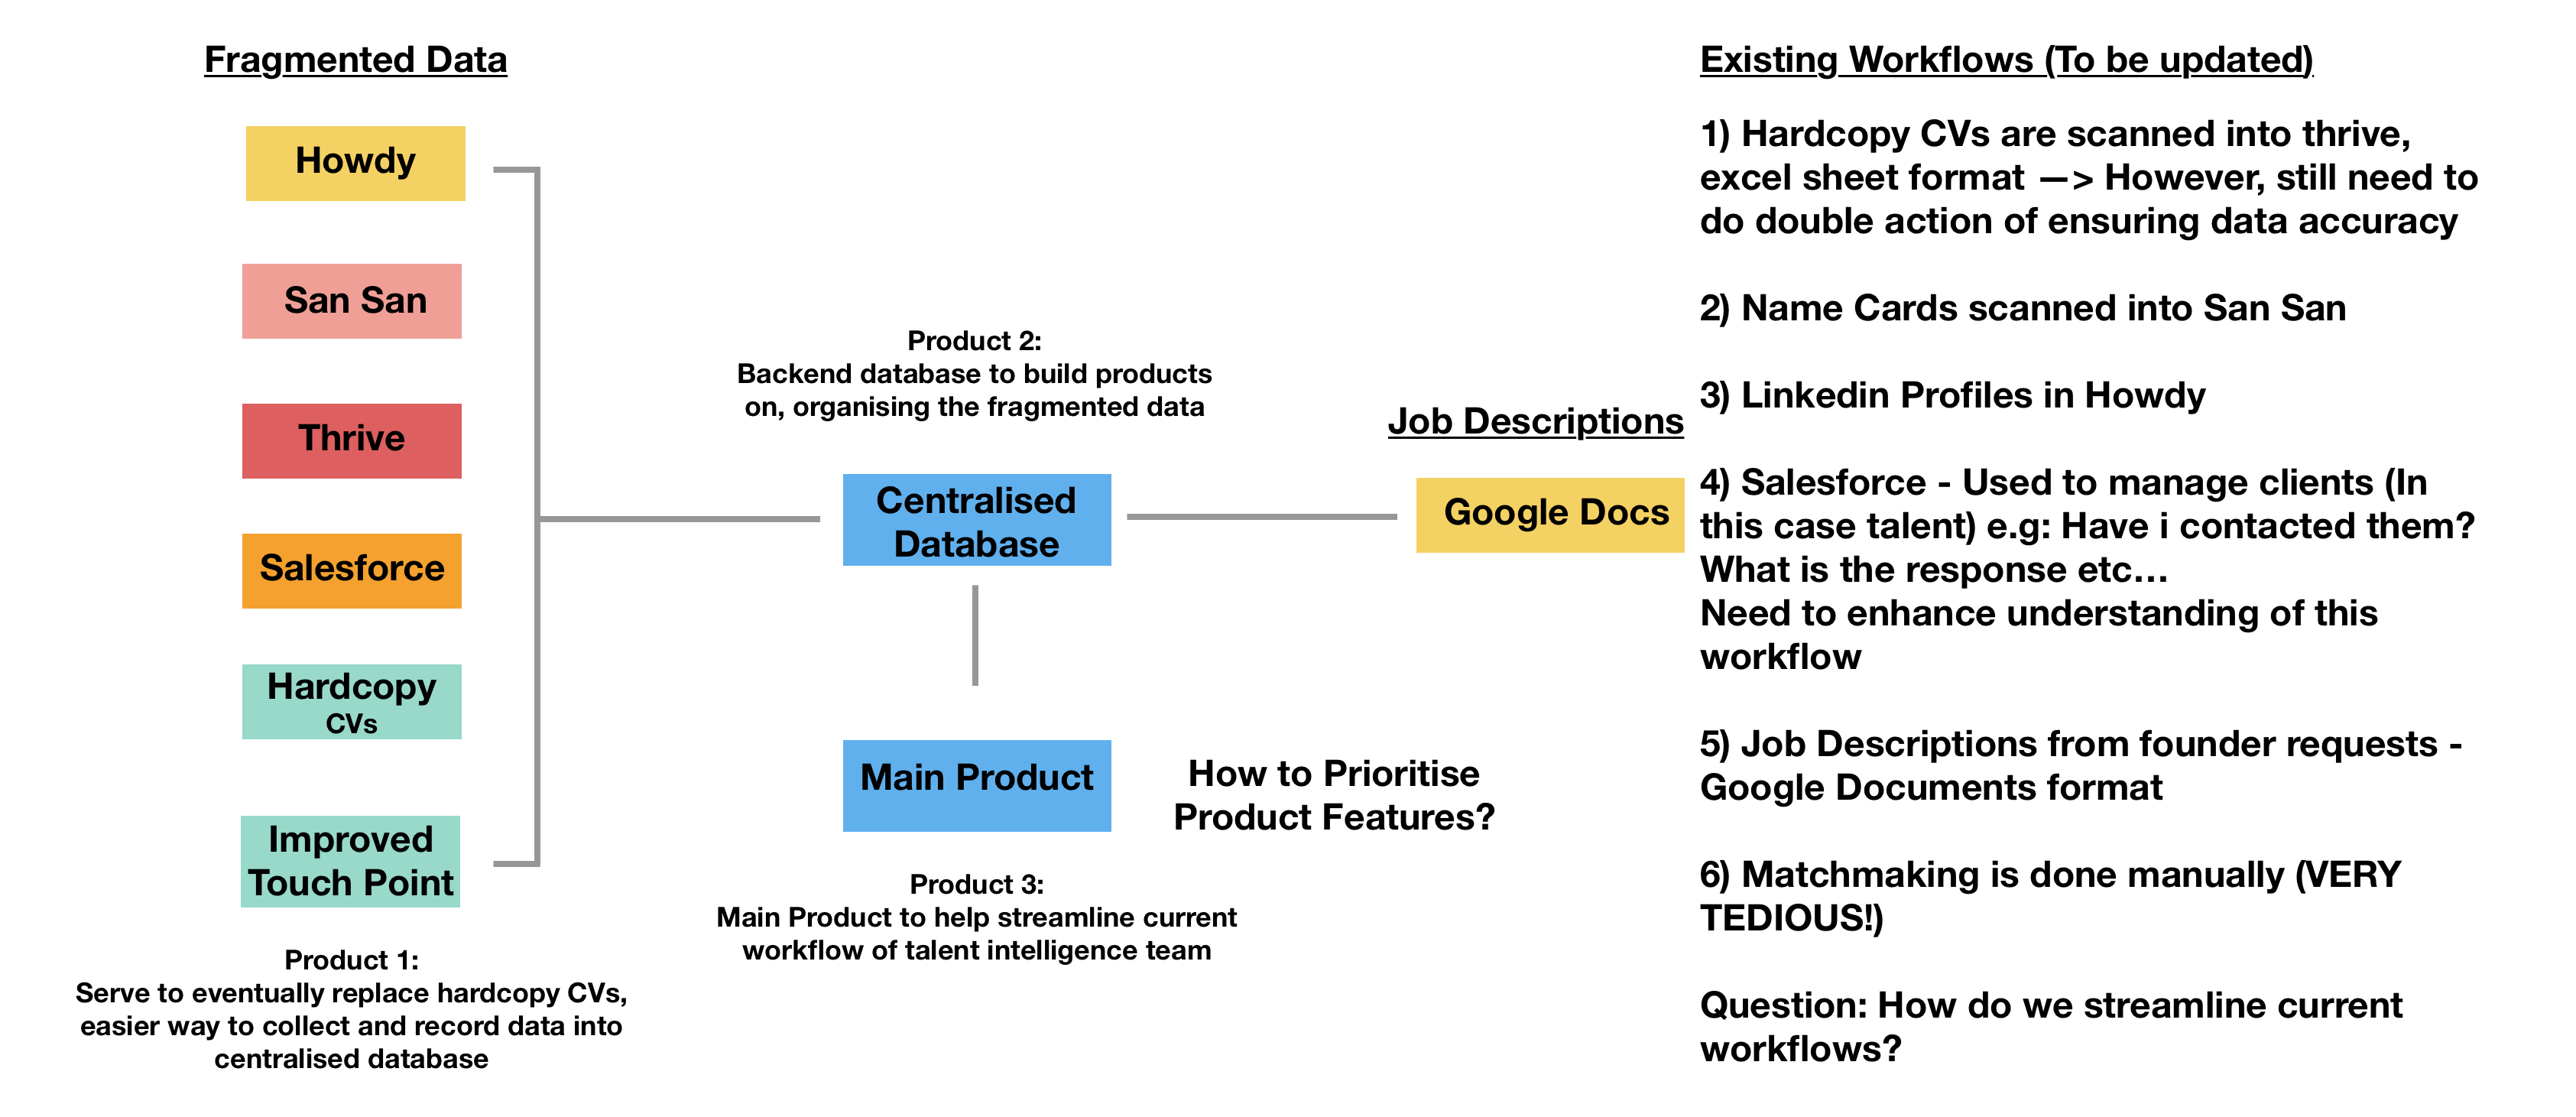 Fragmented Data
Howdy
San San
Thrive
Salesforce
Hardcopy
CVs
Improved
Touch Point
Product 1:
Serve to eventually replace hardcopy CVs,
easier way to collect and record data into
centralised database
Product 2:
Backend database to build products
on, organising the fragmented data
Centralised
Database
Main Product
Product 3:
Main Product to help streamline current
workflow of talent intelligence team
How to Prioritise
Product Features?
Job Descriptions
Google Docs
Existing Workflows (To be updated)
1) Hardcopy CVs are scanned into thrive,
excel sheet format —> However, still need to
do double action of ensuring data accuracy
2) Name Cards scanned into San San
3) Linkedin Profiles in Howdy
4) Salesforce - Used to manage clients (In
this case talent) e.g: Have i contacted them?
What is the response etc…
Need to enhance understanding of this
workflow
5) Job Descriptions from founder requests -
Google Documents format
6) Matchmaking is done manually (VERY
TEDIOUS!)
Question: How do we streamline current
workflows?